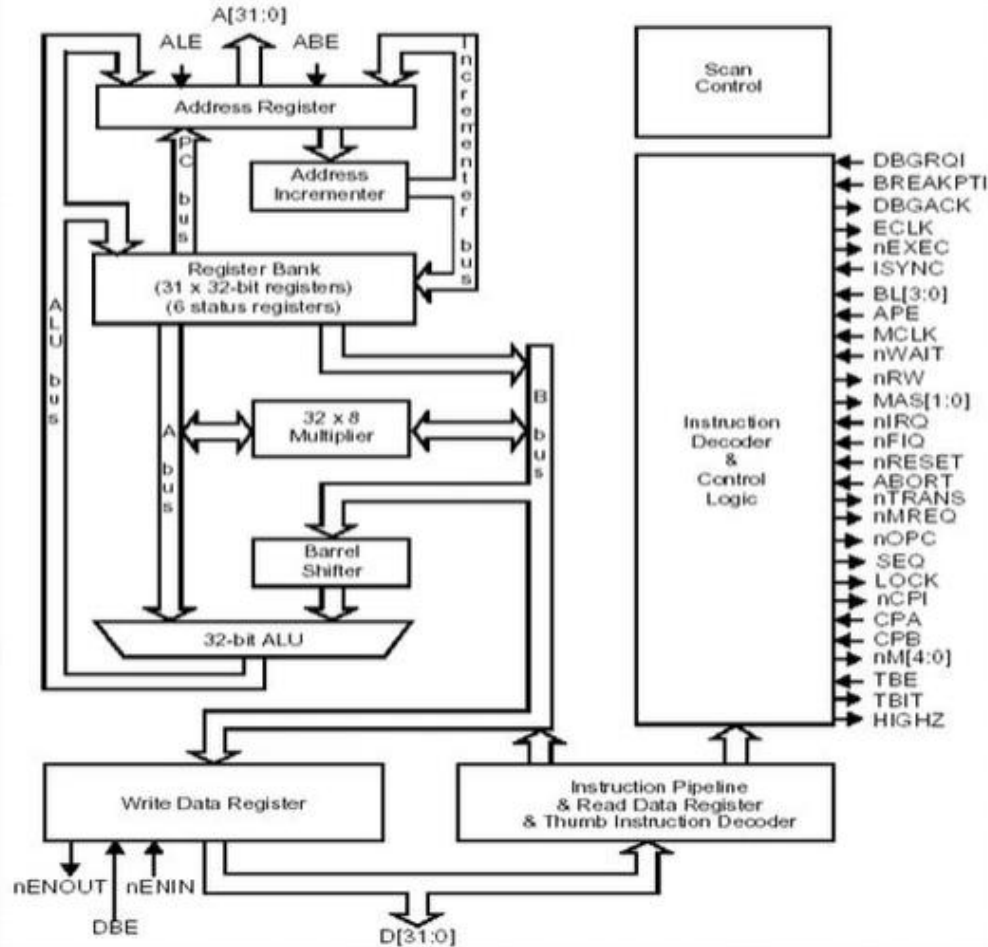 A[31:0]
ALE
ABE
Address Register
Incrementer bus
PC bus
Address
Incrementer
Register Bank
(31 x 32-bit registers)
(6 status registers)
ALU bus
A bus
32 x 8
Multiplier
B bus
Barrel
Shifter
32-bit ALU
Write Data Register
nENOUT
nENIN
DBE
D[31:0]
Instruction Pipeline
& Read Data Register
& Thumb Instruction Decoder
Scan
Control
Instruction
Decoder
&
Control
Logic
DBGRQI
BREAKPTI
DBGACK
ECLK
nEXEC
ISYNC
BL[3:0]
APE
MCLK
nWAIT
nRW
MAS[1:0]
nIRQ
nFIQ
nRESET
ABORT
nTRANS
nMREQ
nOPC
SEQ
LOCK
nCPI
CPA
CPB
nM[4:0]
TBE
TBIT
HIGHZ